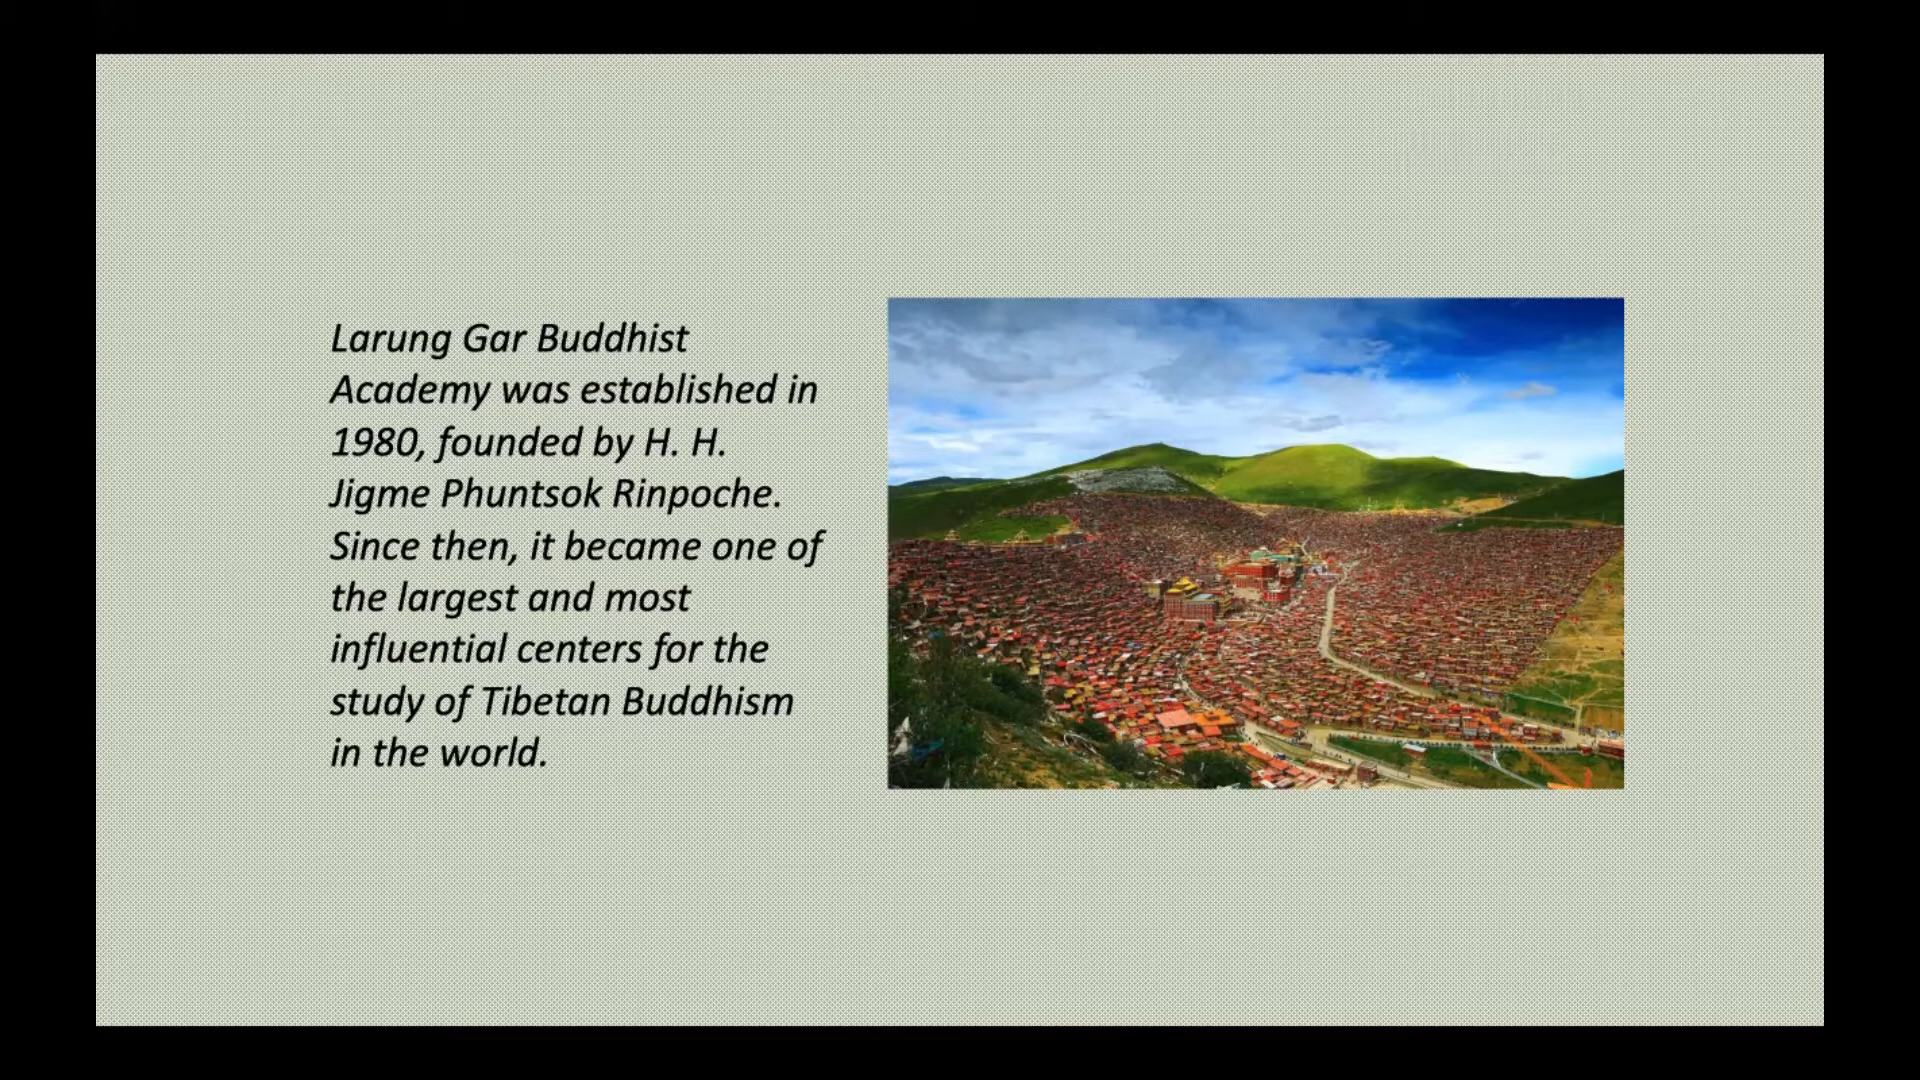 Larung Gar Buddhist
Academy was established in
1980, founded by H. H.
Jigme Phuntsok Rinpoche.
Since then, it became one of
the largest and most
influential centers for the
study of Tibetan Buddhism
in the world.